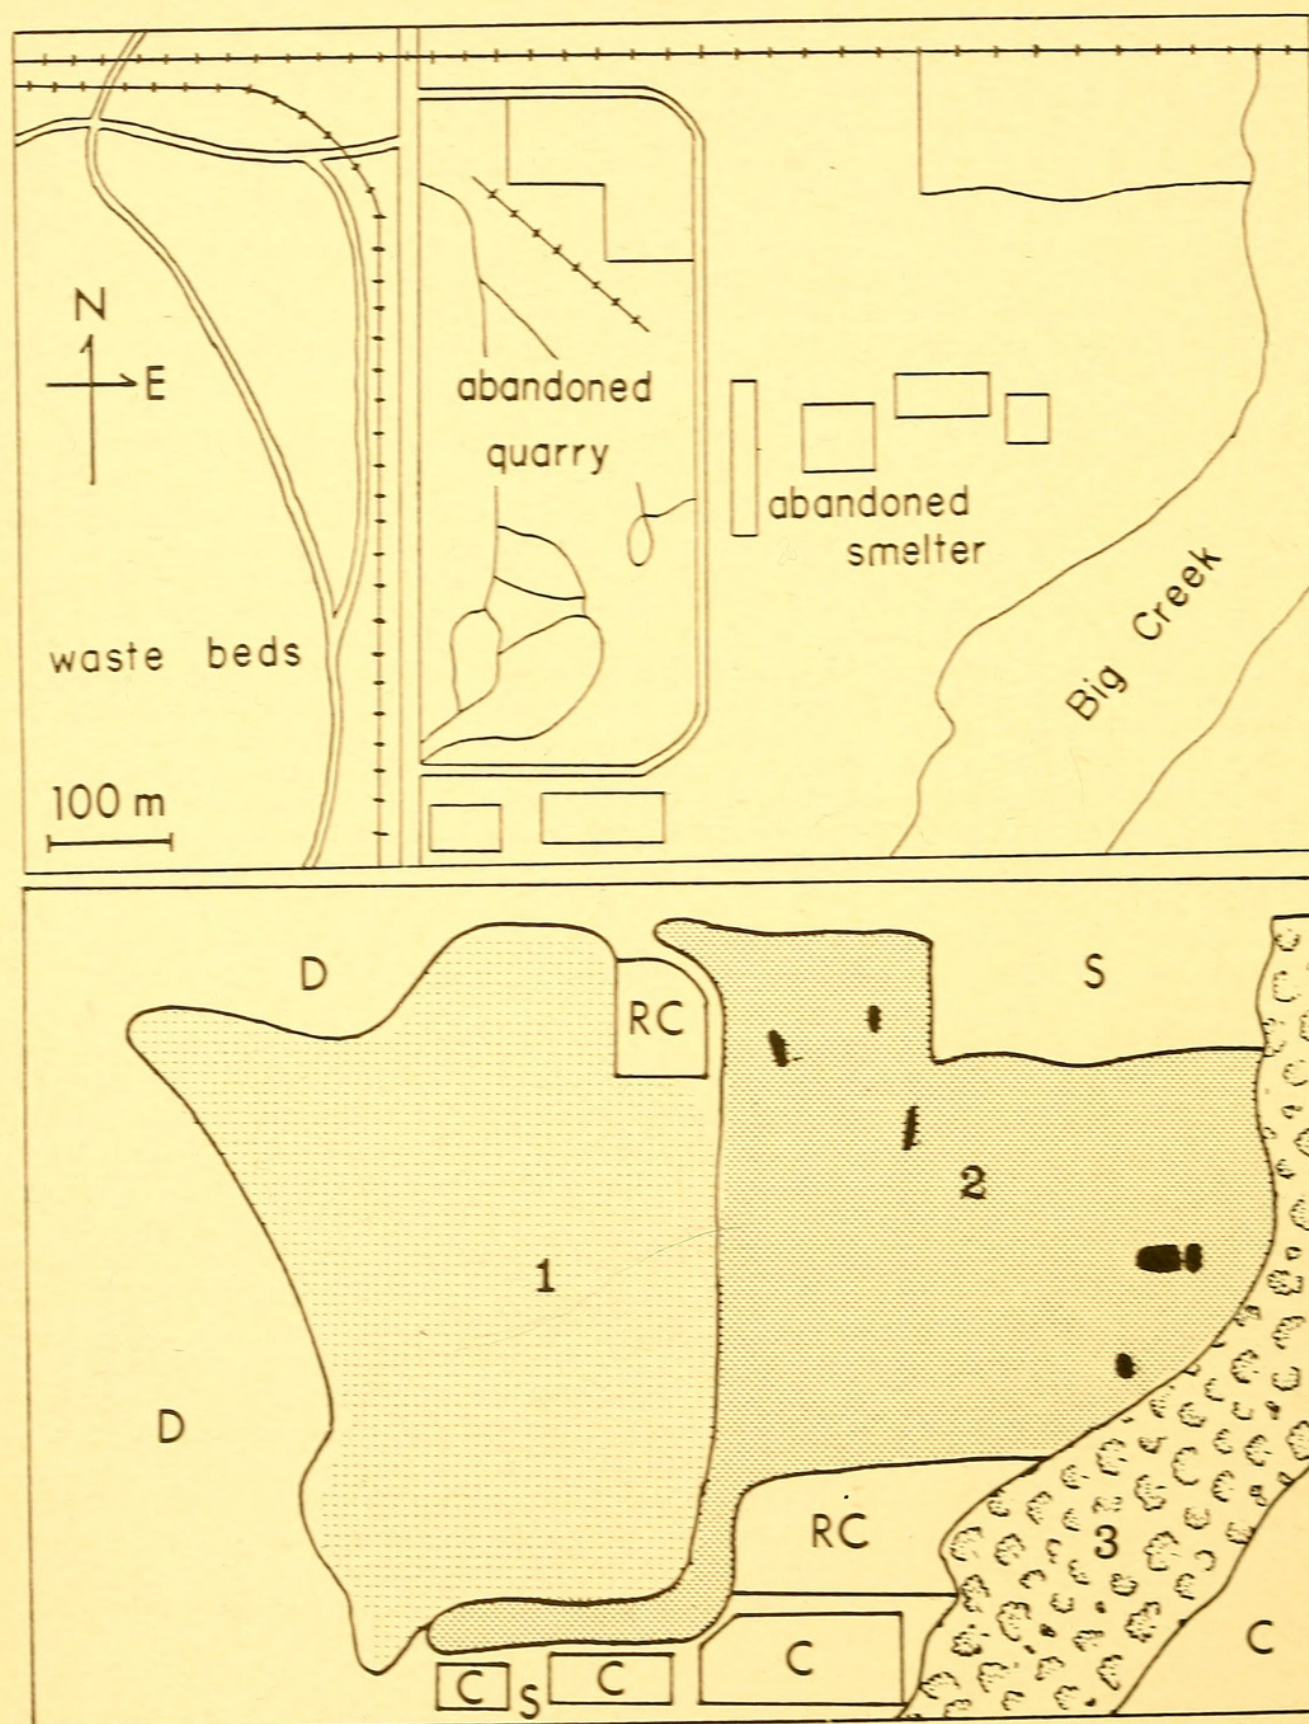 N
E
abandoned
quarry
abandoned
smelter
Big Creek
waste beds
100 m
D
RC
S
2
1
D
RC
3
C
C
C
C
S